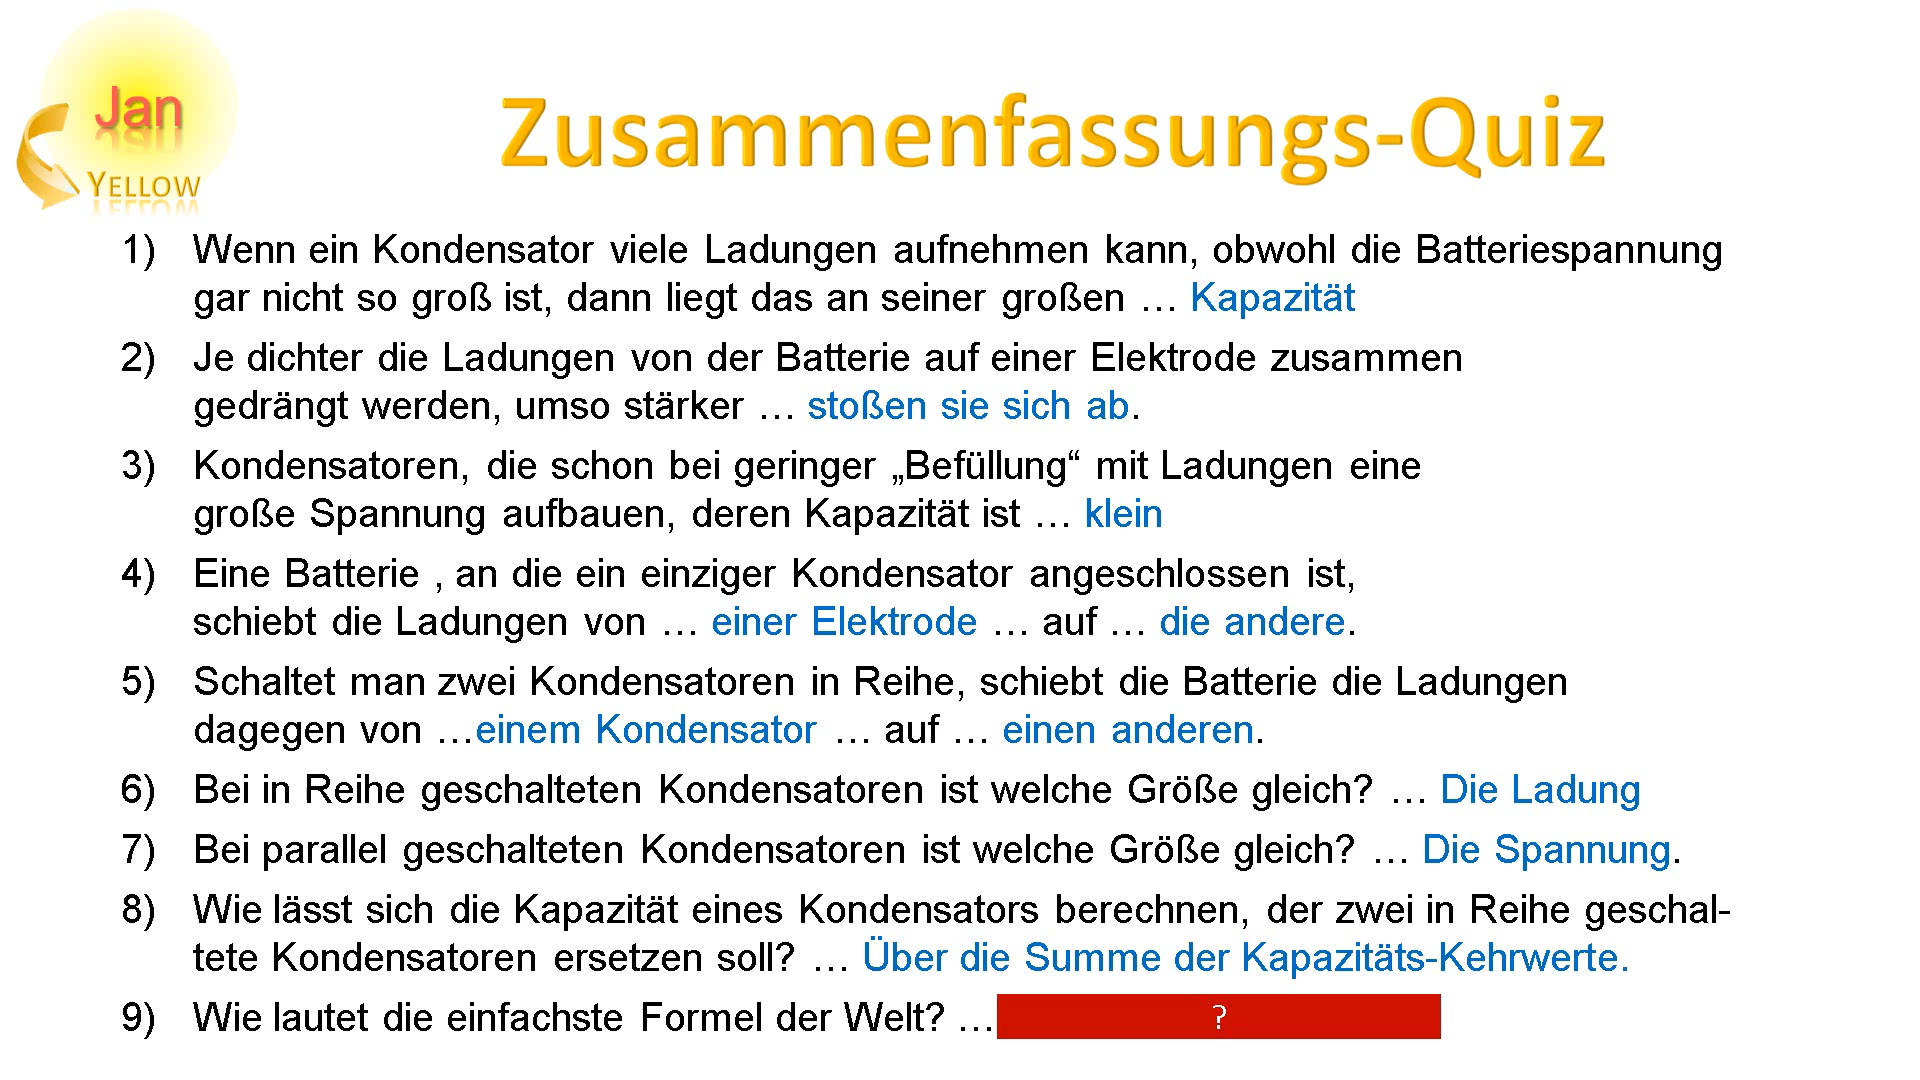 Jan
YELLOW
Zusammenfassungs-Quiz
1) Wenn ein Kondensator viele Ladungen aufnehmen kann, obwohl die Batteriespannung
gar nicht so groß ist, dann liegt das an seiner großen … Kapazität
2) Je dichter die Ladungen von der Batterie auf einer Elektrode zusammen
gedrängt werden, umso stärker … stoßen sie sich ab.
3) Kondensatoren, die schon bei geringer „Befüllung“ mit Ladungen eine
große Spannung aufbauen, deren Kapazität ist … klein
4) Eine Batterie , an die ein einziger Kondensator angeschlossen ist,
schiebt die Ladungen von … einer Elektrode … auf … die andere.
5) Schaltet man zwei Kondensatoren in Reihe, schiebt die Batterie die Ladungen
dagegen von …einem Kondensator … auf … einen anderen.
6) Bei in Reihe geschalteten Kondensatoren ist welche Größe gleich? … Die Ladung
7) Bei parallel geschalteten Kondensatoren ist welche Größe gleich? … Die Spannung.
8) Wie lässt sich die Kapazität eines Kondensators berechnen, der zwei in Reihe geschal-
tete Kondensatoren ersetzen soll? … Über die Summe der Kapazitäts-Kehrwerte.
9) Wie lautet die einfachste Formel der Welt? … ?